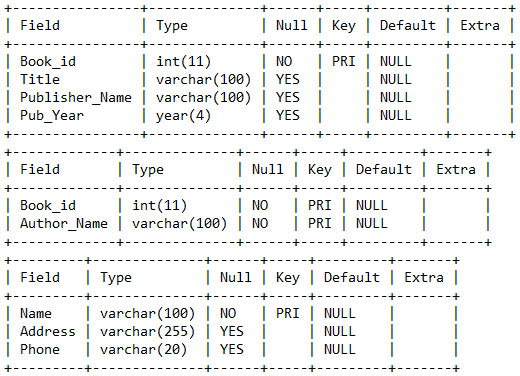 +----------------+--------------+------+-----+---------+-------+
| Field          | Type         | Null | Key | Default | Extra |
+----------------+--------------+------+-----+---------+-------+
| Book_id        | int(11)      | NO   | PRI | NULL    |       |
| Title          | varchar(100) | YES  |     | NULL    |       |
| Publisher_Name | varchar(100) | YES  |     | NULL    |       |
| Pub_Year       | year(4)      | YES  |     | NULL    |       |
+----------------+--------------+------+-----+---------+-------+
+-------------+--------------+------+-----+---------+-------+
| Field       | Type         | Null | Key | Default | Extra |
+-------------+--------------+------+-----+---------+-------+
| Book_id     | int(11)      | NO   | PRI | NULL    |       |
| Author_Name | varchar(100) | NO   | PRI | NULL    |       |
+-------------+--------------+------+-----+---------+-------+
+---------+--------------+------+-----+---------+-------+
| Field   | Type         | Null | Key | Default | Extra |
+---------+--------------+------+-----+---------+-------+
| Name    | varchar(100) | NO   | PRI | NULL    |       |
| Address | varchar(255) | YES  |     | NULL    |       |
| Phone   | varchar(20)  | YES  |     | NULL    |       |
+---------+--------------+------+-----+---------+-------+